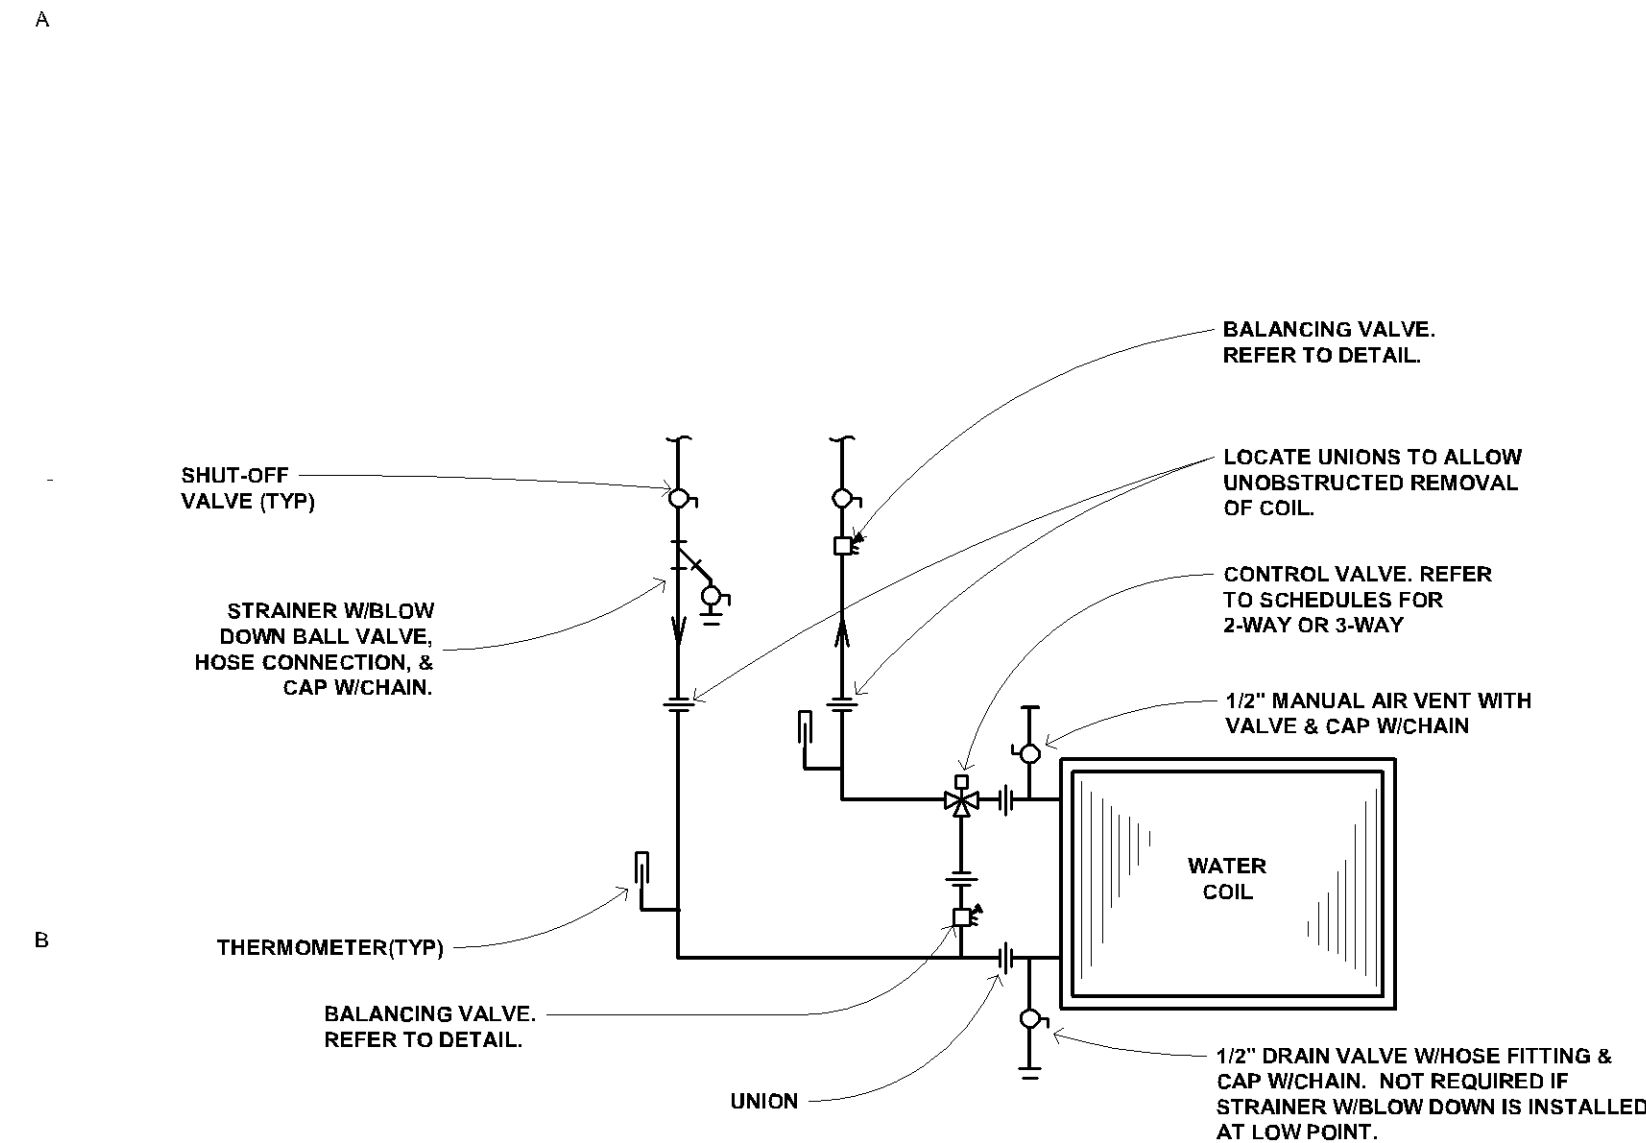 A
BALANCING VALVE.
REFER TO DETAIL.
SHUT-OFF
VALVE (TYP)
LOCATE UNIONS TO ALLOW
UNOBSTRUCTED REMOVAL
OF COIL.
CONTROL VALVE. REFER
TO SCHEDULES FOR
2-WAY OR 3-WAY
STRAINER W/BLOW
DOWN BALL VALVE,
HOSE CONNECTION, &
CAP W/CHAIN.
1/2" MANUAL AIR VENT WITH
VALVE & CAP W/CHAIN
WATER
COIL
B
THERMOMETER(TYP)
BALANCING VALVE.
REFER TO DETAIL.
UNION
1/2" DRAIN VALVE W/HOSE FITTING &
CAP W/CHAIN. NOT REQUIRED IF
STRAINER W/BLOW DOWN IS INSTALLED
AT LOW POINT.